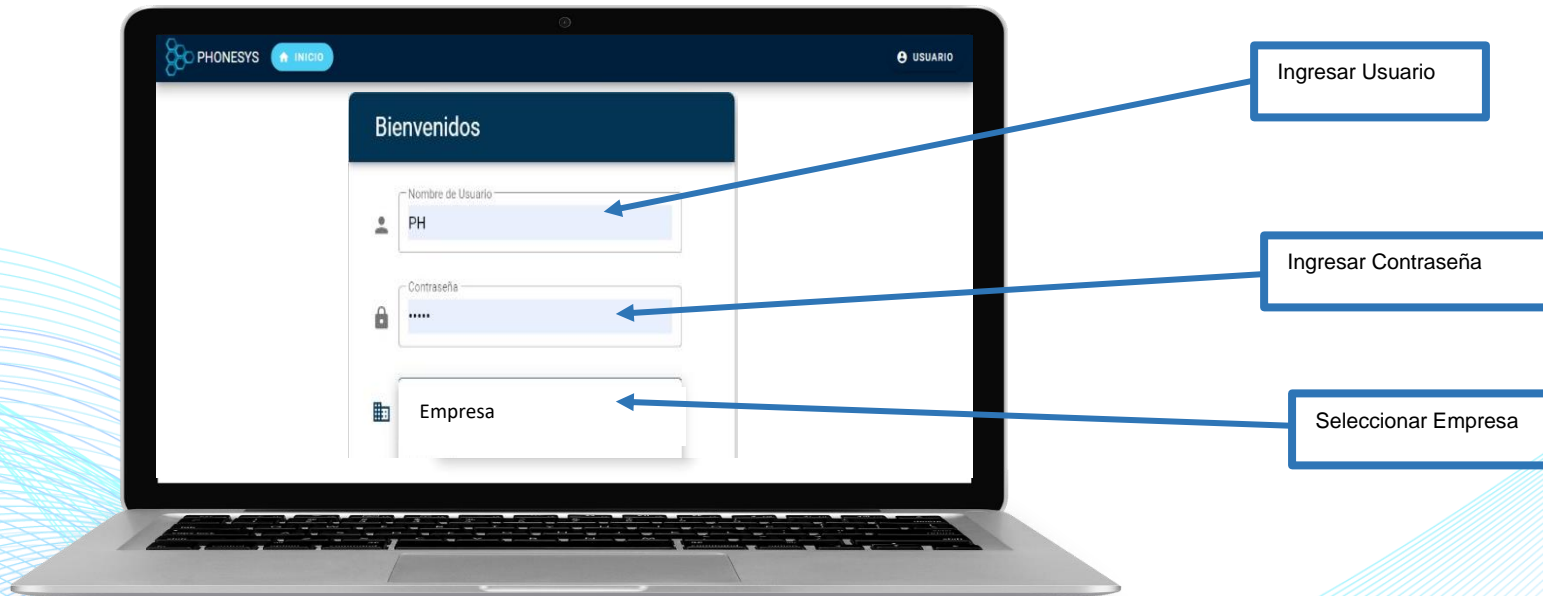 PHONESYS
INICIO
USUARIO
Bienvenidos
Nombre de Usuario
PH
Contraseña
•••••
Empresa
Ingresar Usuario
Ingresar Contraseña
Seleccionar Empresa